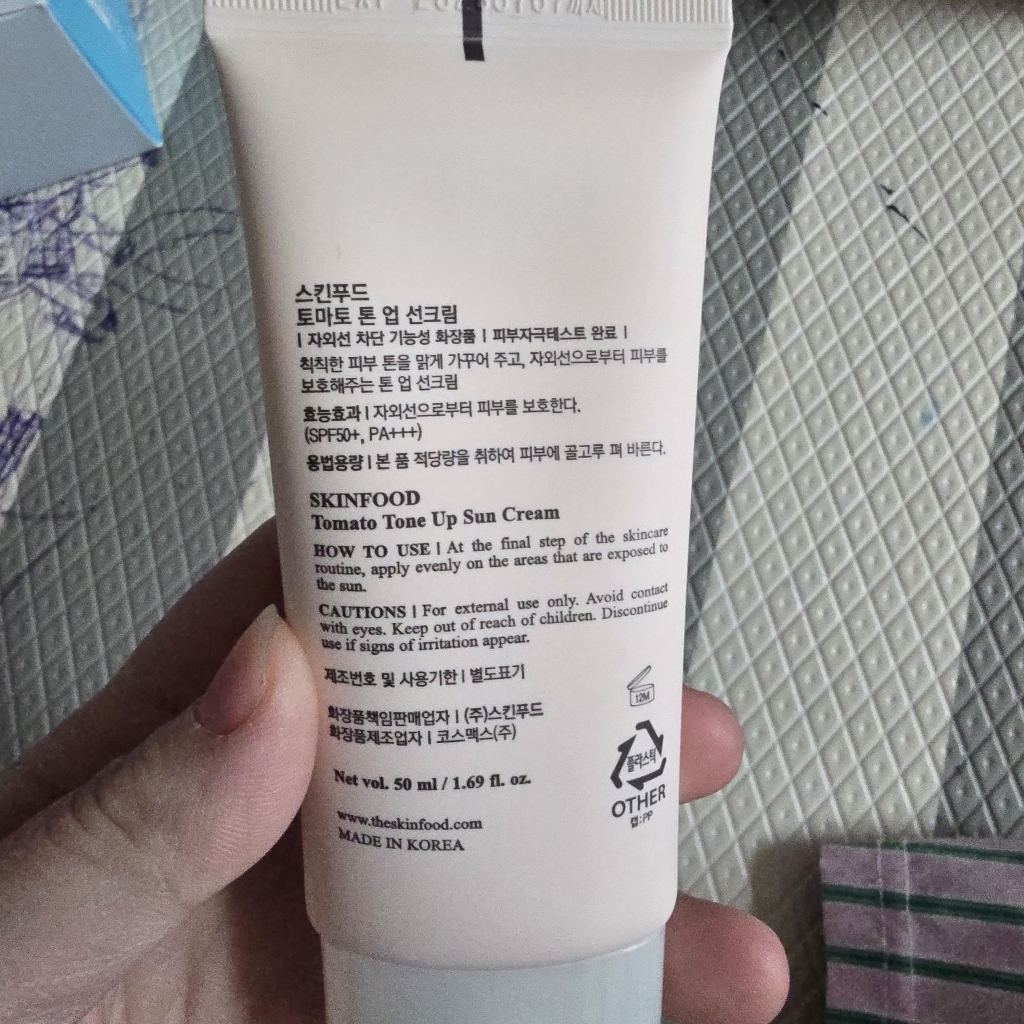 EXP
스킨푸드
토마토 톤 업 선크림
| 자외선 차단 기능성 화장품 | 피부자극테스트 완료 |
칙칙한 피부 톤을 맑게 가꾸어 주고, 자외선으로부터 피부를
보호해주는 톤 업 선크림
효능효과 | 자외선으로부터 피부를 보호한다.
(SPF50+, PA+++)
용법용량 | 본 품 적당량을 취하여 피부에 골고루 펴 바른다.
SKINFOOD
Tomato Tone Up Sun Cream
HOW TO USE | At the final step of the skincare
routine, apply evenly on the areas that are exposed to
the sun.
CAUTIONS | For external use only. Avoid contact
with eyes. Keep out of reach of children. Discontinue
use if signs of irritation appear.
제조번호 및 사용기한 | 별도표기
화장품책임판매업자 | (주)스킨푸드
화장품제조업자 | 코스맥스(주)
12M
플라스틱
OTHER
캡:PP
Net vol. 50 ml / 1.69 fl. oz.
www.theskinfood.com
MADE IN KOREA